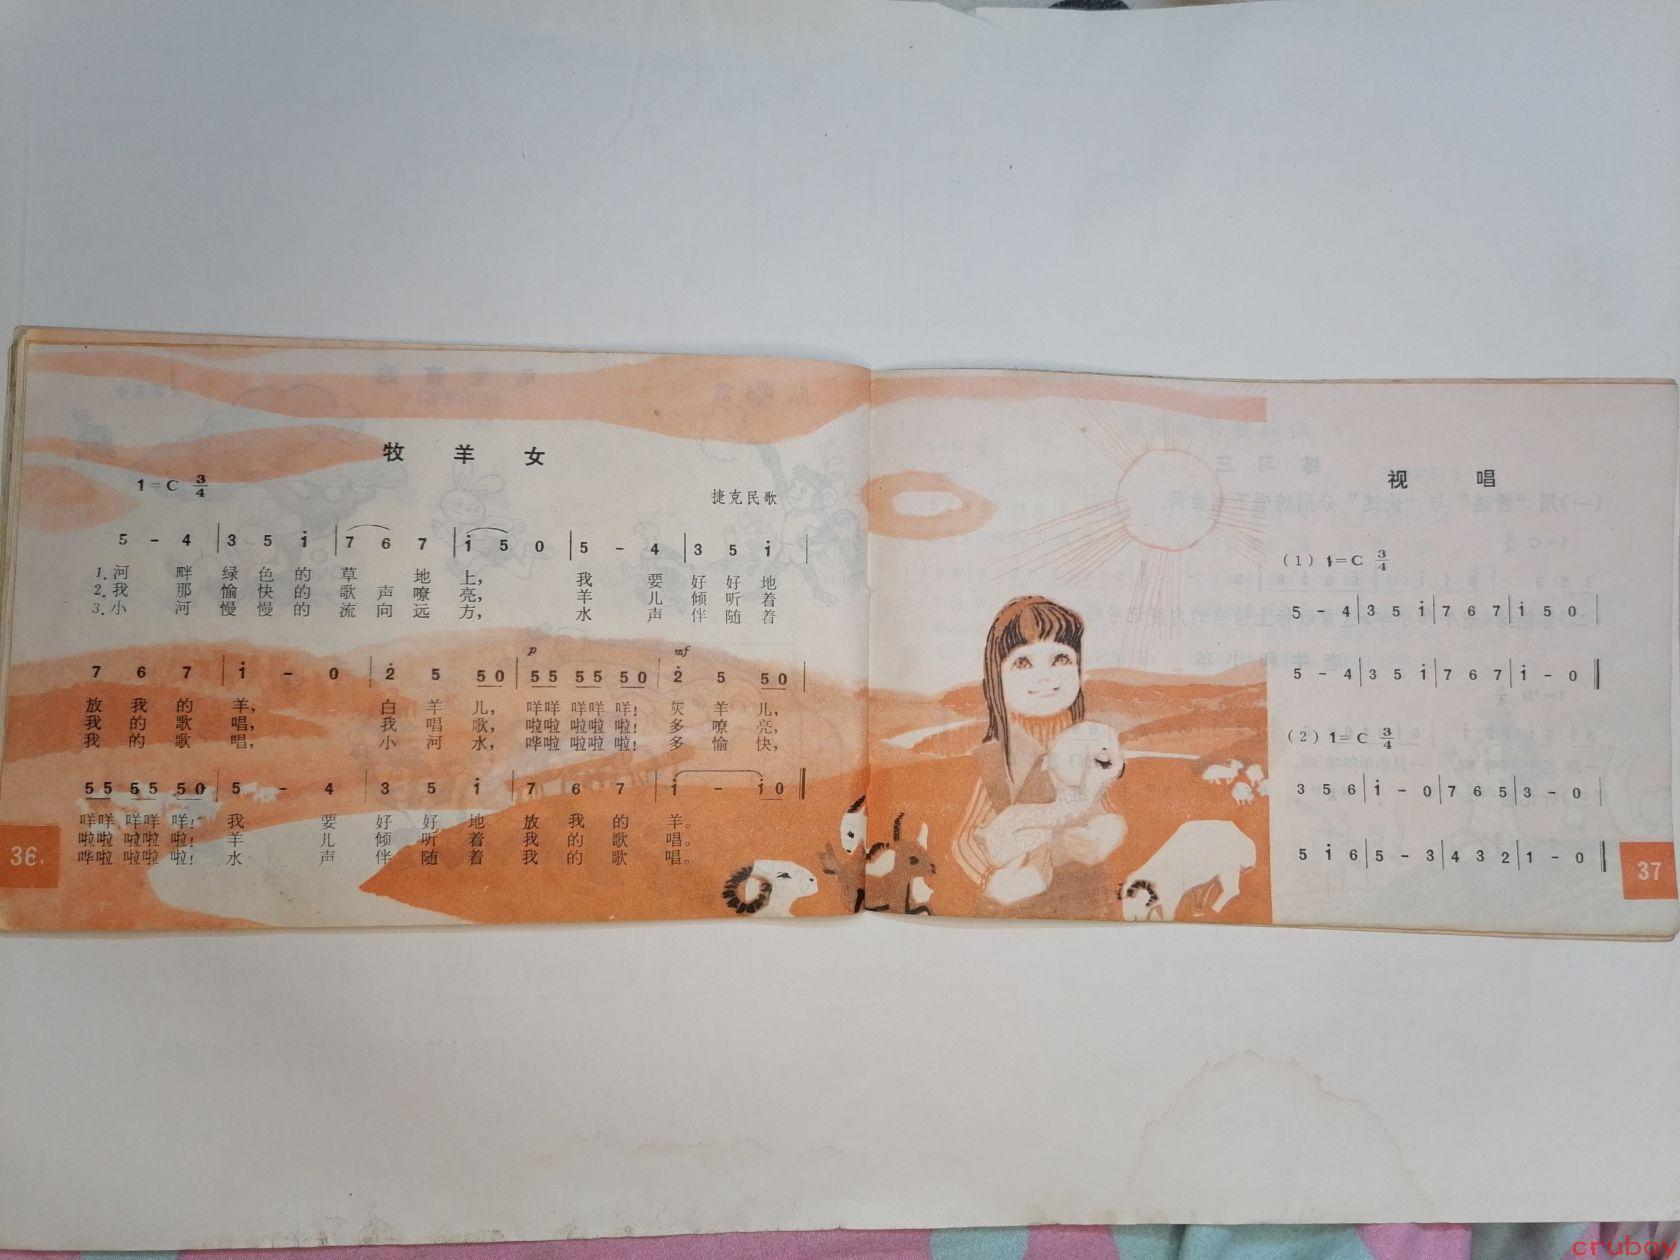 牧羊女
1=C 3/4
捷克民歌
5 - 4 | 3 5 i̇ | 7 6 7 | i̇ 5 0 | 5 - 4 | 3 5 i̇ |
1.河 畔 绿 色 的 草 地 上, 我 要 好 好 地
2.我 那 愉 快 的 歌 声 嘹 亮, 羊 儿 倾 听 着
3.小 河 慢 慢 的 流 向 远 方, 水 声 伴 随 着
p mf
7 6 7 | i̇ - 0 | 2̇ 5 50 | 55 55 50 | 2̇ 5 50 |
放 我 的 羊, 白 羊 儿, 咩咩 咩咩 咩! 灰 羊 儿,
我 的 歌 唱, 我 唱 歌, 啦啦 啦啦 啦! 多 嘹 亮,
我 的 歌 唱, 小 河 水, 哗啦 啦啦 啦! 多 愉 快,
55 55 50 | 5 - 4 | 3 5 i̇ | 7 6 7 | i̇ - i̇0 ‖
咩咩 咩咩 咩! 我 要 好 好 地 放 我 的 羊。
啦啦 啦啦 啦! 羊 儿 倾 听 着 我 的 歌 唱。
哗啦 啦啦 啦! 水 声 伴 随 着 我 的 歌 唱。
36
视唱
(1) 1=C 3/4
5 - 4 | 3 5 i̇ | 7 6 7 | i̇ 5 0 |
5 - 4 | 3 5 i̇ | 7 6 7 | i̇ - 0 ‖
(2) 1=C 3/4
3 5 6 | i̇ - 0 | 7 6 5 | 3 - 0 |
5 i̇ 6 | 5 - 3 | 4 3 2 | 1 - 0 ‖
37
cruboy